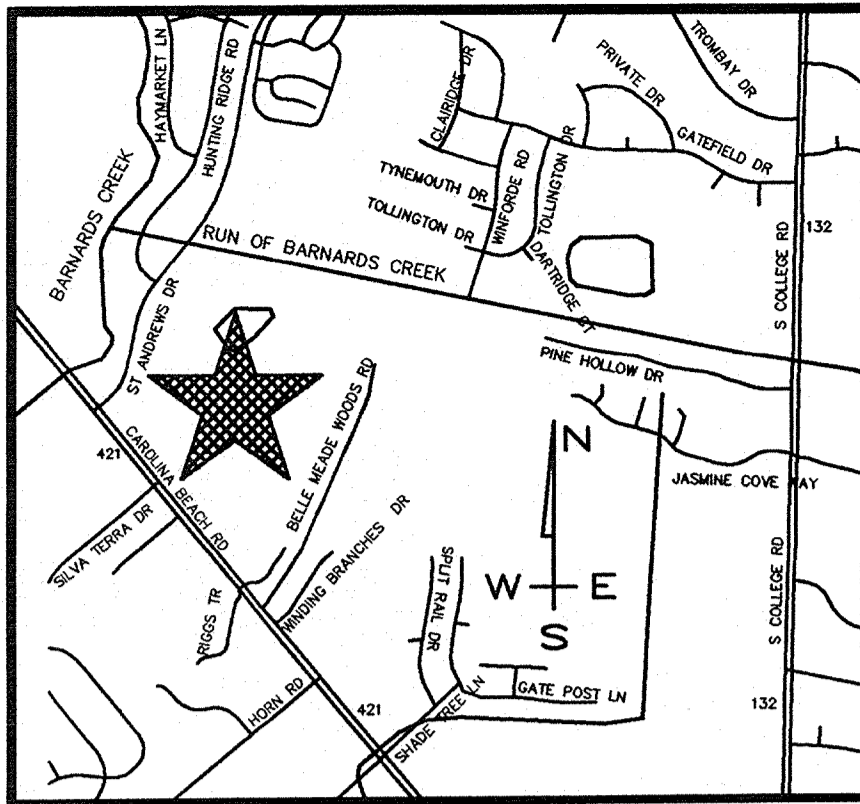 HAYMARKET LN
HUNTING RIDGE RD
BARNARDS CREEK
CLAIRIDGE DR
PRIVATE DR
TROMBAY DR
GATEFIELD DR
TYNEMOUTH DR
WINFORDE RD
TOLLINGTON DR
TOLLINGTON DR
DARTRIDGE CT
RUN OF BARNARDS CREEK
132
S COLLEGE RD
ST ANDREWS DR
PINE HOLLOW DR
BELLE MEADE WOODS RD
N
JASMINE COVE WAY
421
CAROLINA BEACH RD
SILVA TERRA DR
WINDING BRANCHES DR
SPLIT RAIL DR
W E
S
S COLLEGE RD
RIGGS TR
GATE POST LN
HORN RD
421
SHADE TREE LN
132